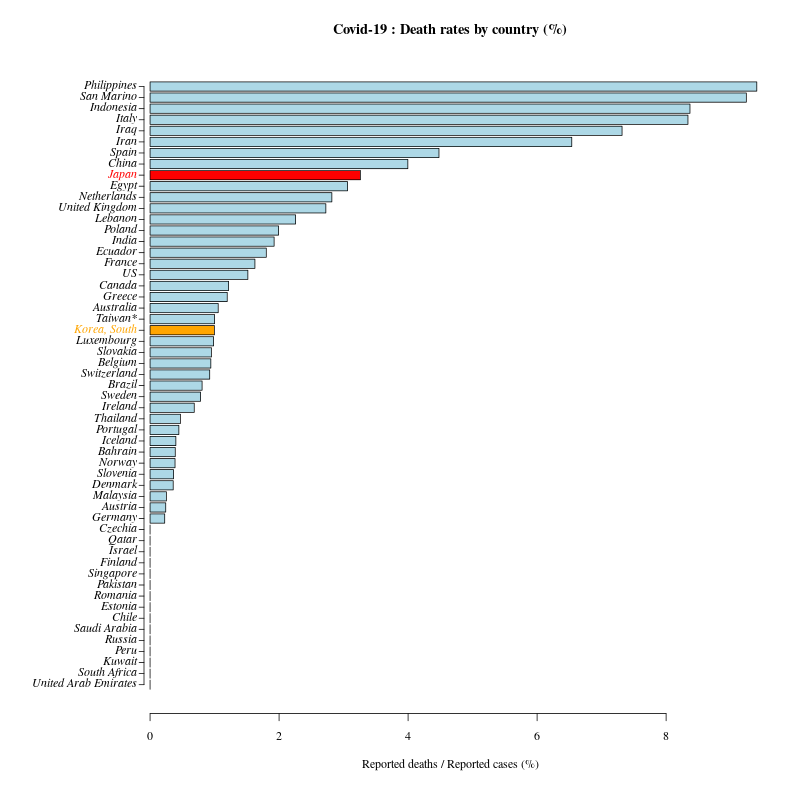 Covid-19 : Death rates by country (%)
Philippines
San Marino
Indonesia
Italy
Iraq
Iran
Spain
China
Japan
Egypt
Netherlands
United Kingdom
Lebanon
Poland
India
Ecuador
France
US
Canada
Greece
Australia
Taiwan*
Korea, South
Luxembourg
Slovakia
Belgium
Switzerland
Brazil
Sweden
Ireland
Thailand
Portugal
Iceland
Bahrain
Norway
Slovenia
Denmark
Malaysia
Austria
Germany
Czechia
Qatar
Israel
Finland
Singapore
Pakistan
Romania
Estonia
Chile
Saudi Arabia
Russia
Peru
Kuwait
South Africa
United Arab Emirates
0 2 4 6 8
Reported deaths / Reported cases (%)